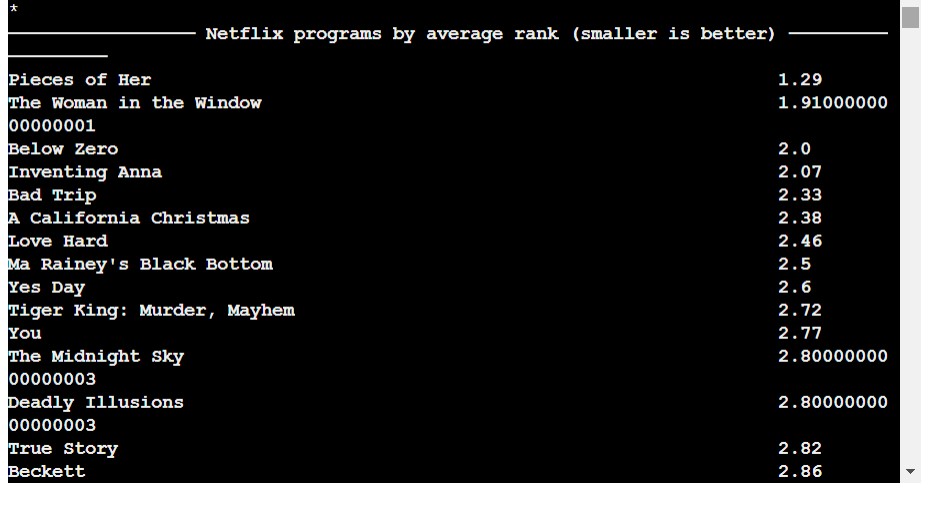 *
───────────────── Netflix programs by average rank (smaller is better) ─────────
─────────
Pieces of Her 1.29
The Woman in the Window 1.91000000
00000001
Below Zero 2.0
Inventing Anna 2.07
Bad Trip 2.33
A California Christmas 2.38
Love Hard 2.46
Ma Rainey's Black Bottom 2.5
Yes Day 2.6
Tiger King: Murder, Mayhem 2.72
You 2.77
The Midnight Sky 2.80000000
00000003
Deadly Illusions 2.80000000
00000003
True Story 2.82
Beckett 2.86